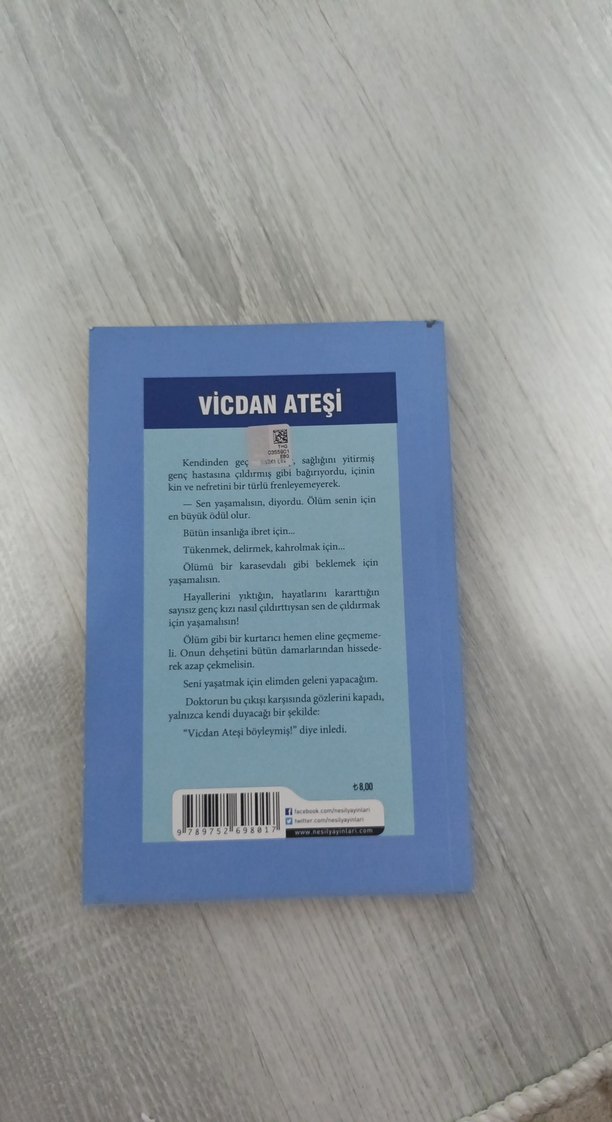 VİCDAN ATEŞİ
Kendinden geç sağlığını yitirmiş
genç hastasına çıldırmış gibi bağırıyordu, içinin
kin ve nefretini bir türlü frenleyemeyerek.
— Sen yaşamalısın, diyordu. Ölüm senin için
en büyük ödül olur.
Bütün insanlığa ibret için...
Tükenmek, delirmek, kahrolmak için...
Ölümü bir karasevdalı gibi beklemek için
yaşamalısın.
Hayallerini yıktığın, hayatlarını kararttığın
sayısız genç kızı nasıl çıldırttıysan sen de çıldırmak
için yaşamalısın!
Ölüm gibi bir kurtarıcı hemen eline geçmeme-
li. Onun dehşetini bütün damarlarından hissede-
rek azap çekmelisin.
Seni yaşatmak için elimden geleni yapacağım.
Doktorun bu çıkışı karşısında gözlerini kapadı,
yalnızca kendi duyacağı bir şekilde:
"Vicdan Ateşi böyleymiş!" diye inledi.
₺ 8,00
facebook.com/nesilyayinlari
twitter.com/nesilyayinlari
www.nesilyayinlari.com
9 789752 698017